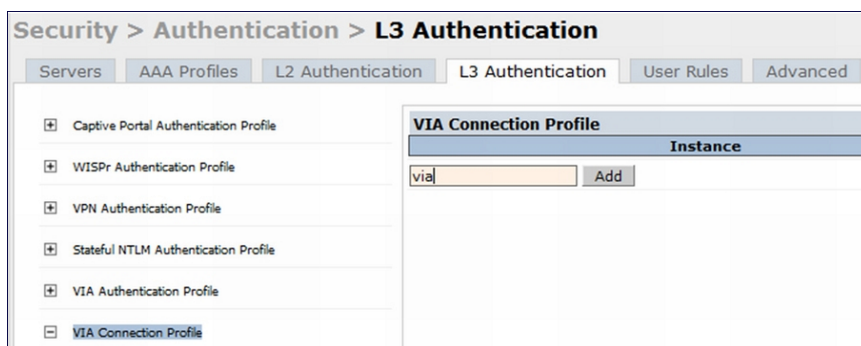 Security > Authentication > L3 Authentication
Servers AAA Profiles L2 Authentication L3 Authentication User Rules Advanced
Captive Portal Authentication Profile
WISPr Authentication Profile
VPN Authentication Profile
Stateful NTLM Authentication Profile
VIA Authentication Profile
VIA Connection Profile
VIA Connection Profile
Instance
via Add